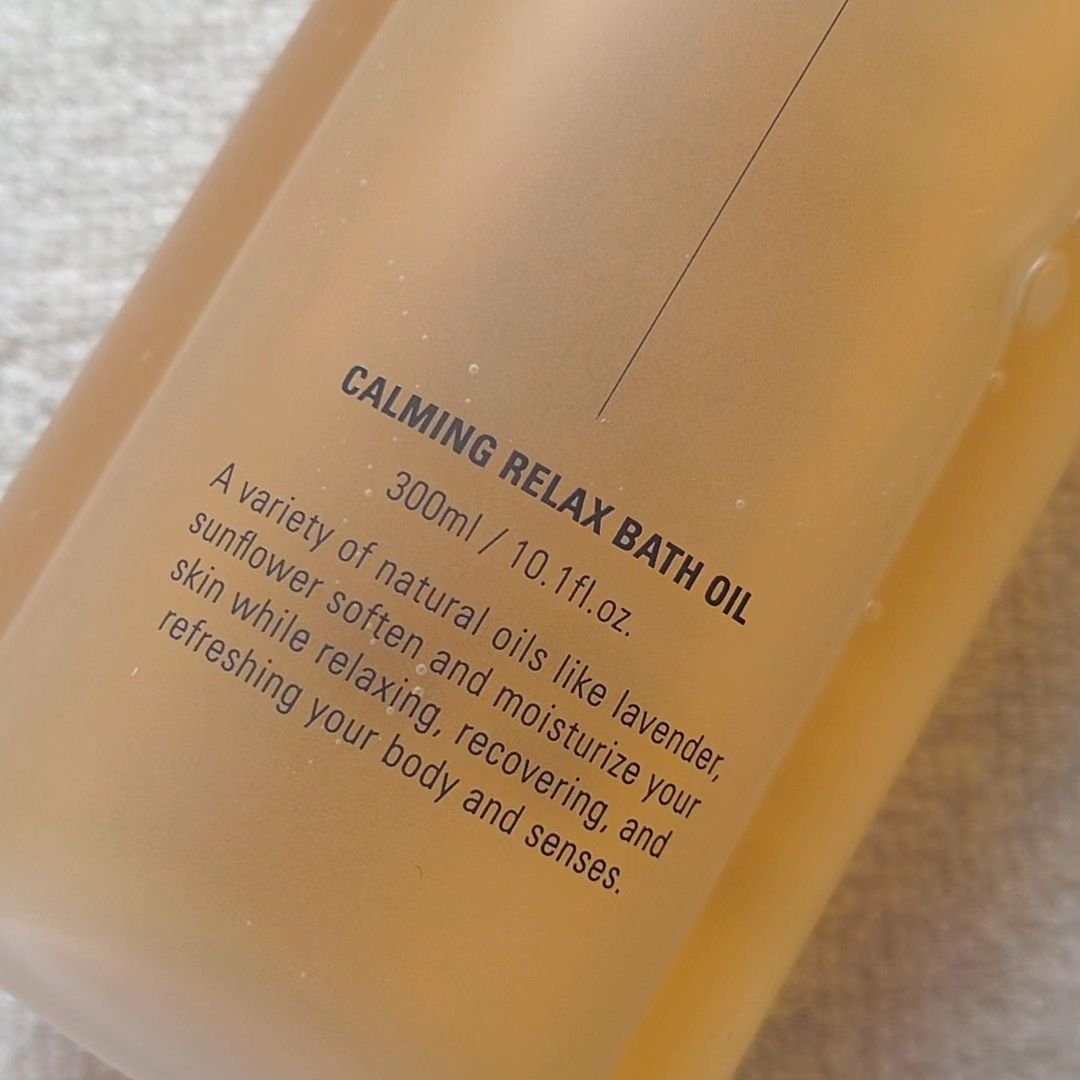 CALMING RELAX BATH OIL
300ml / 10.1fl.oz.
A variety of natural oils like lavender,
sunflower soften and moisturize your
skin while relaxing, recovering, and
refreshing your body and senses.